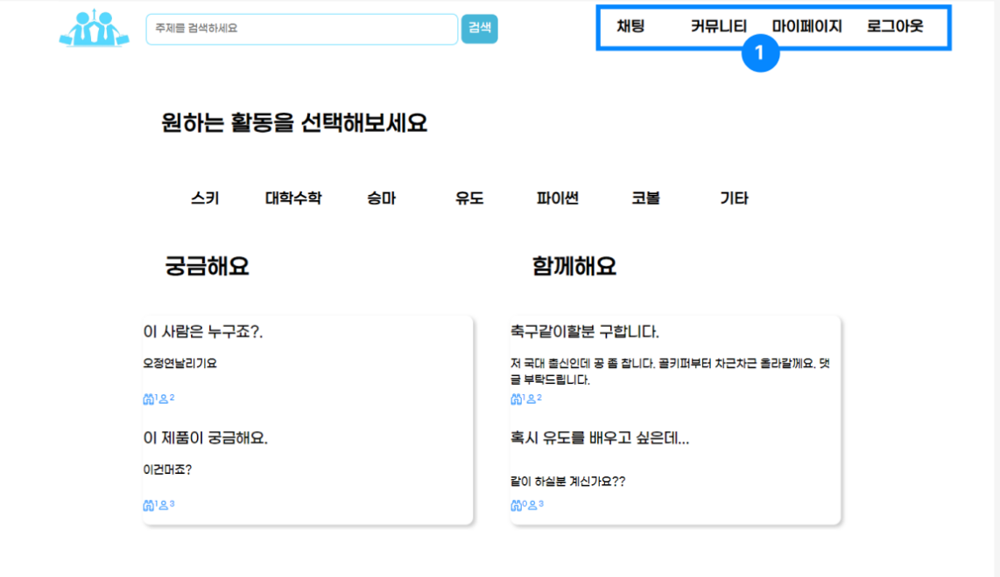 주제를 검색하세요 검색 채팅 커뮤니티 마이페이지 로그아웃
1
원하는 활동을 선택해보세요
스키 대학수학 승마 유도 파이썬 코볼 기타
궁금해요
이 사람은 누구죠?.
오정연날리기요
1 2
이 제품이 궁금해요.
이건머죠?
1 3
함께해요
축구같이할분 구합니다.
저 국대 출신인데 공 좀 찹니다. 골키퍼부터 차근차근 올라갈께요. 댓
글 부탁드립니다.
1 2
혹시 유도를 배우고 싶은데...
같이 하실분 계신가요??
0 3